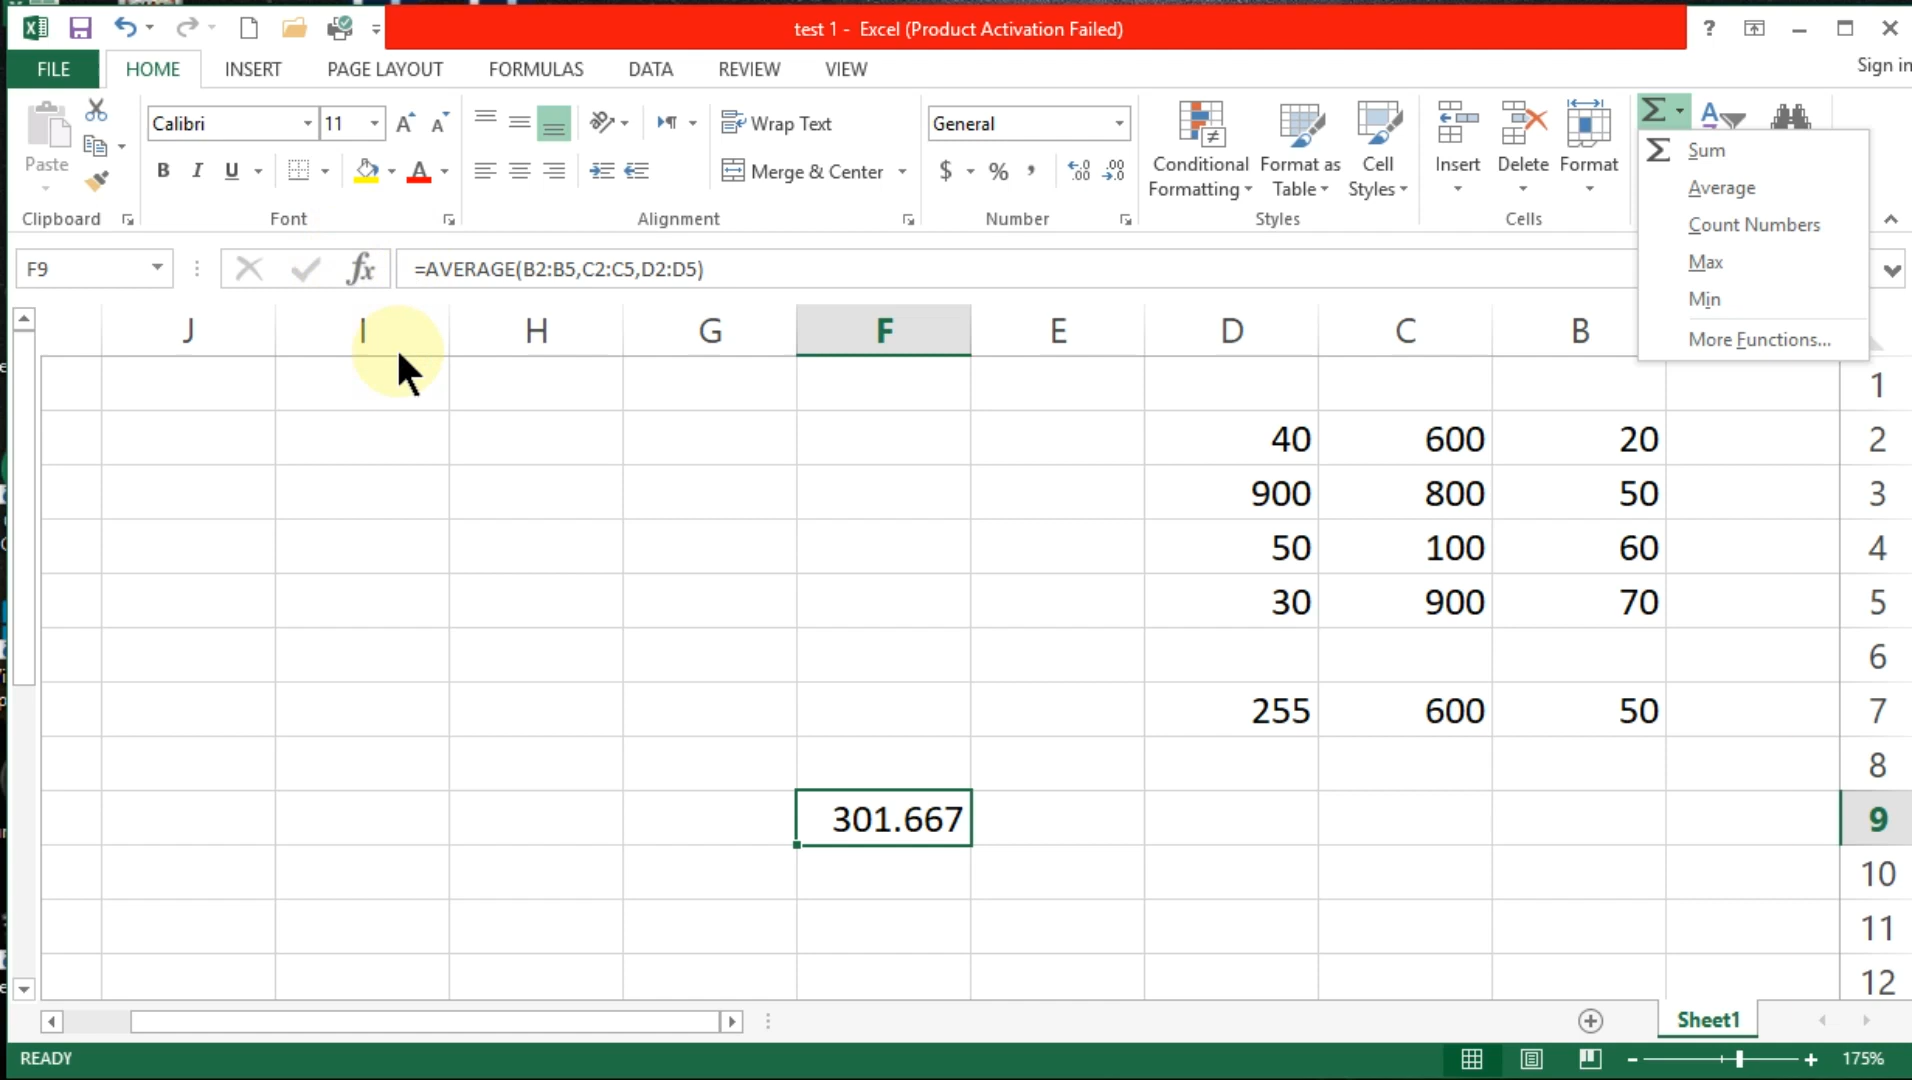 test 1 -  Excel (Product Activation Failed)
?
FILE HOME INSERT PAGE LAYOUT FORMULAS DATA REVIEW VIEW
Sign in
Paste
Calibri 11
B I U
Wrap Text
Merge & Center
General
$ % ,
Conditional Formatting
Format as Table
Cell Styles
Insert Delete Format
Clipboard Font Alignment Number Styles Cells
Σ Sum
Average
Count Numbers
Max
Min
More Functions...
F9 fx =AVERAGE(B2:B5,C2:C5,D2:D5)
J I H G F E D C B
1
40 600 20 2
900 800 50 3
50 100 60 4
30 900 70 5
6
255 600 50 7
8
301.667 9
10
11
12
Sheet1
READY
175%